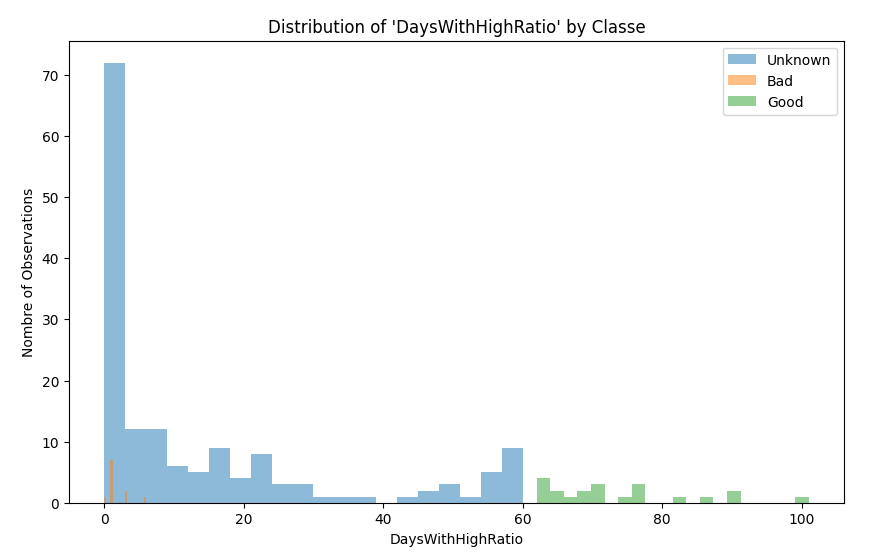 Distribution of 'DaysWithHighRatio' by Classe
Unknown
Bad
Good
Nombre of Observations
70
60
50
40
30
20
10
0
0 20 40 60 80 100
DaysWithHighRatio